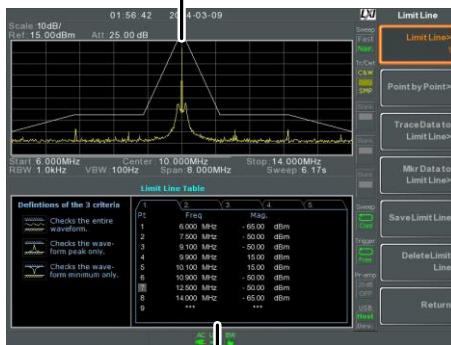 01:56:42 2014-03-09
LXI
Limit Line
Scale 10dB/
Ref: 15.00dBm Att: 25.00 dB
Sweep
Fast
Limit Line>
Norm.
Tr/Det
C&W
SMP
Point by Point>
Blank
Trace Data to
Limit Line>
Blank
Start 6.000MHz Center 10.000MHz Stop: 14.000MHz
RBW 1.0kHz VBW 100Hz Span: 8.000MHz Sweep 6.17s
Blank
Mkr Data to
Limit Line>
Limit Line Table
Defintions of the 3 criteria
1. 2. 3. 4. 5.
Pt Freq Mag.
Checks the entire
waveform.
Checks the wave-
form peak only.
Checks the wave-
form minimum only.
1 6.000 MHz - 65.00 dBm
2 7.500 MHz - 50.00 dBm
3 9.100 MHz - 50.00 dBm
4 9.900 MHz 15.00 dBm
5 10.100 MHz 15.00 dBm
6 10.900 MHz - 50.00 dBm
7 12.500 MHz - 50.00 dBm
8 14.000 MHz - 65.00 dBm
9 ***  ***
Sweep
Cont
Save Limit Line
Trigger
Free
Delete Limit
Line
Pr-amp
OFF
USB
Host
Return
AC BW